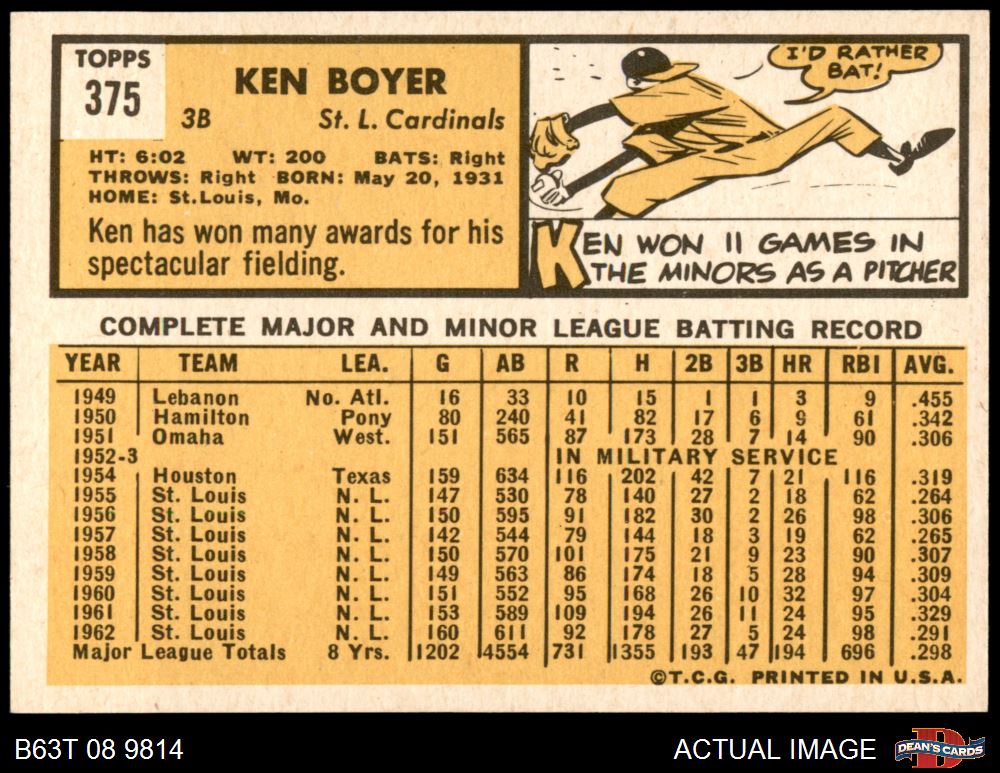 TOPPS
375
KEN BOYER
3B St. L. Cardinals
HT: 6:02 WT: 200 BATS: Right
THROWS: Right BORN: May 20, 1931
HOME: St.Louis, Mo.
Ken has won many awards for his
spectacular fielding.
I'D RATHER
BAT!
KEN WON 11 GAMES IN
THE MINORS AS A PITCHER
COMPLETE MAJOR AND MINOR LEAGUE BATTING RECORD
YEAR TEAM LEA. G AB R H 2B 3B HR RBI AVG.
1949 Lebanon No. Atl. 16 33 10 15 1 1 3 9 .455
1950 Hamilton Pony 80 240 41 82 17 6 9 61 .342
1951 Omaha West. 151 565 87 173 28 7 14 90 .306
1952-3 IN MILITARY SERVICE
1954 Houston Texas 159 634 116 202 42 7 21 116 .319
1955 St. Louis N. L. 147 530 78 140 27 2 18 62 .264
1956 St. Louis N. L. 150 595 91 182 30 2 26 98 .306
1957 St. Louis N. L. 142 544 79 144 18 3 19 62 .265
1958 St. Louis N. L. 150 570 101 175 21 9 23 90 .307
1959 St. Louis N. L. 149 563 86 174 18 5 28 94 .309
1960 St. Louis N. L. 151 552 95 168 26 10 32 97 .304
1961 St. Louis N. L. 153 589 109 194 26 11 24 95 .329
1962 St. Louis N. L. 160 611 92 178 27 5 24 98 .291
Major League Totals 8 Yrs. 1202 4554 731 1355 193 47 194 696 .298
©T.C.G. PRINTED IN U.S.A.
B63T 08 9814 ACTUAL IMAGE
D
DEAN'S CARDS